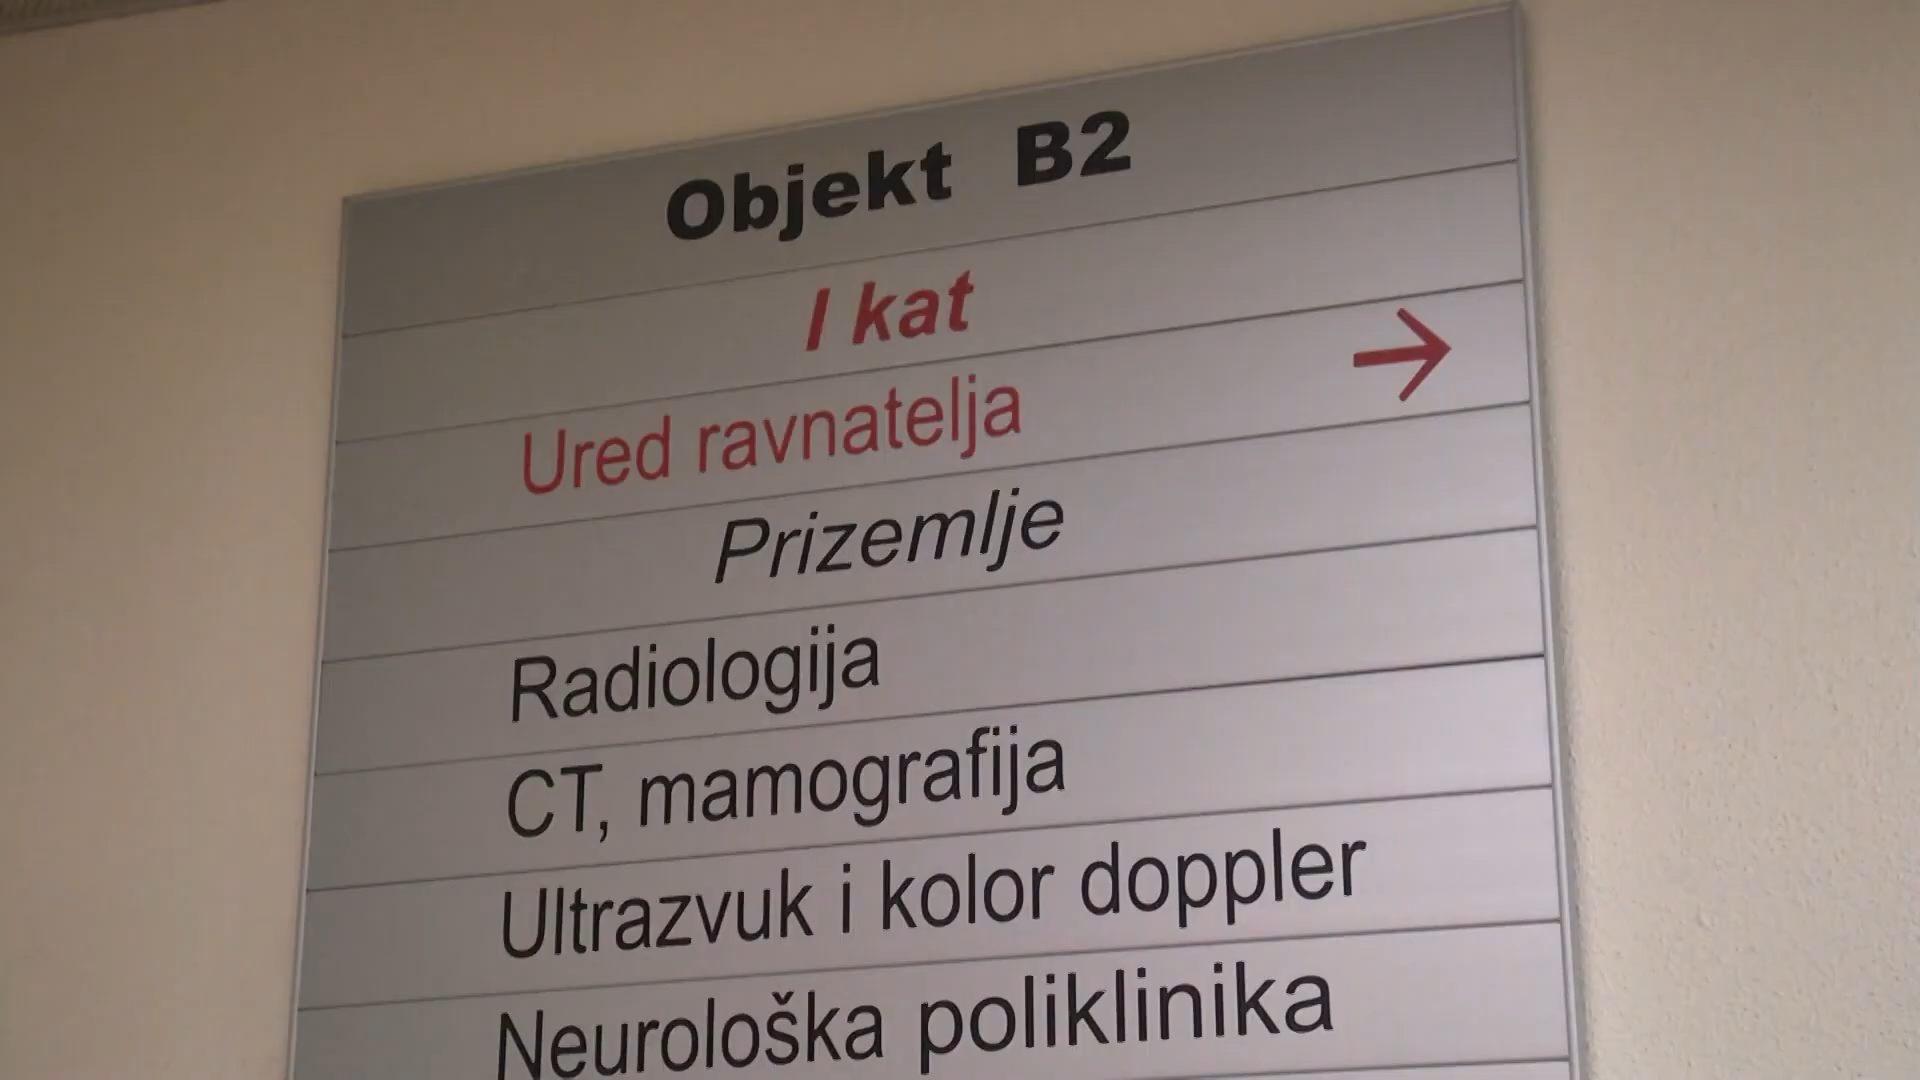 Objekt B2
I kat
Ured ravnatelja →
Prizemlje
Radiologija
CT, mamografija
Ultrazvuk i kolor doppler
Neurološka poliklinika